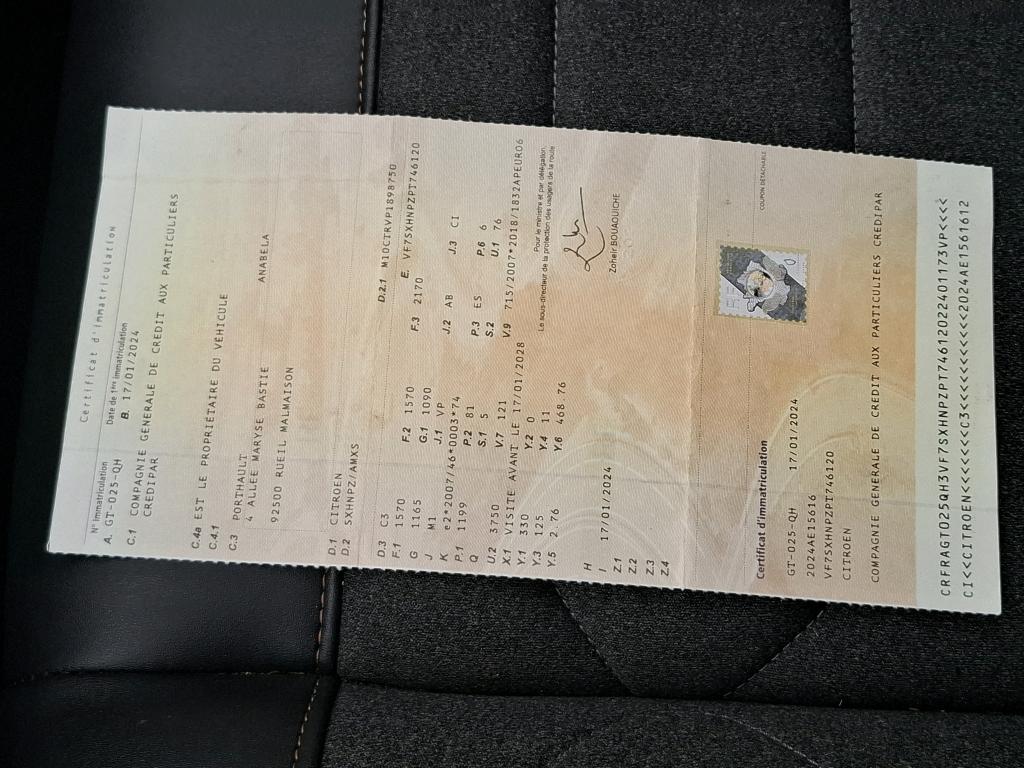 Certificat d'immatriculation
N° immatriculation Date de 1ère immatriculation
A. GT-025-QH B. 17/01/2024
C.1 COMPAGNIE GENERALE DE CREDIT AUX PARTICULIERS
CREDIPAR
C.4a EST LE PROPRIÉTAIRE DU VÉHICULE
C.4.1
C.3 PORTHAULT ANABELA
4 ALLEE MARYSE BASTIE
92500 RUEIL MALMAISON
D.1 CITROEN
D.2 SXHNPZ/AMXS D.2.1 M10CTRVP1898750
D.3 C3 E. VF7SXHNPZPT746120
F.1 1570 F.2 1570 F.3 2170
G 1165 G.1 1090
J M1 J.1 VP J.2 AB J.3 CI
K e2*2007/46*0003*74
P.1 1199 P.2 81 P.3 ES P.6 6
Q S.1 5 S.2 U.1 76
U.2 3750 V.7 121 V.9 715/2007*2018/1832APEURO6
X.1 VISITE AVANT LE 17/01/2028
Y.1 330 Y.2 0
Y.3 125 Y.4 11
Y.5 2.76 Y.6 468.76
Pour le ministre et par délégation,
Le sous-directeur de la protection des usagers de la route
H
I 17/01/2024
Z.1
Z.2
Z.3
Z.4
Zoheir BOUAOUICHE
Certificat d'immatriculation COUPON DÉTACHABLE
GT-025-QH 17/01/2024
2024AE15616
VF7SXHNPZPT746120
CITROEN
COMPAGNIE GENERALE DE CREDIT AUX PARTICULIERS CREDIPAR
CRFRAGT025QH3VF7SXHNPZPT74612022401173VP<<<<
CI<<CITROEN<<<<<<C3<<<<<<<<<<<2024AE1561612